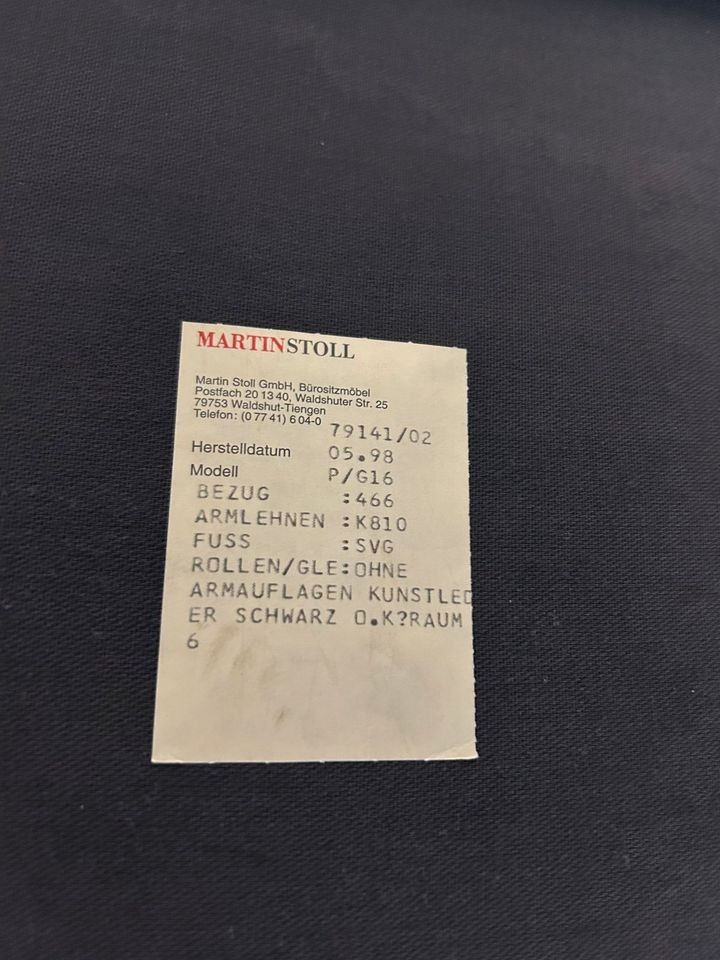 MARTINSTOLL
Martin Stoll GmbH, Bürositzmöbel
Postfach 20 13 40, Waldshuter Str. 25
79753 Waldshut-Tiengen
Telefon: (0 77 41) 6 04-0
79141/02
Herstelldatum 05.98
Modell P/G16
BEZUG :466
ARMLEHNEN :K810
FUSS :SVG
ROLLEN/GLE:OHNE
ARMAUFLAGEN KUNSTLED
ER SCHWARZ O.K?RAUM
6